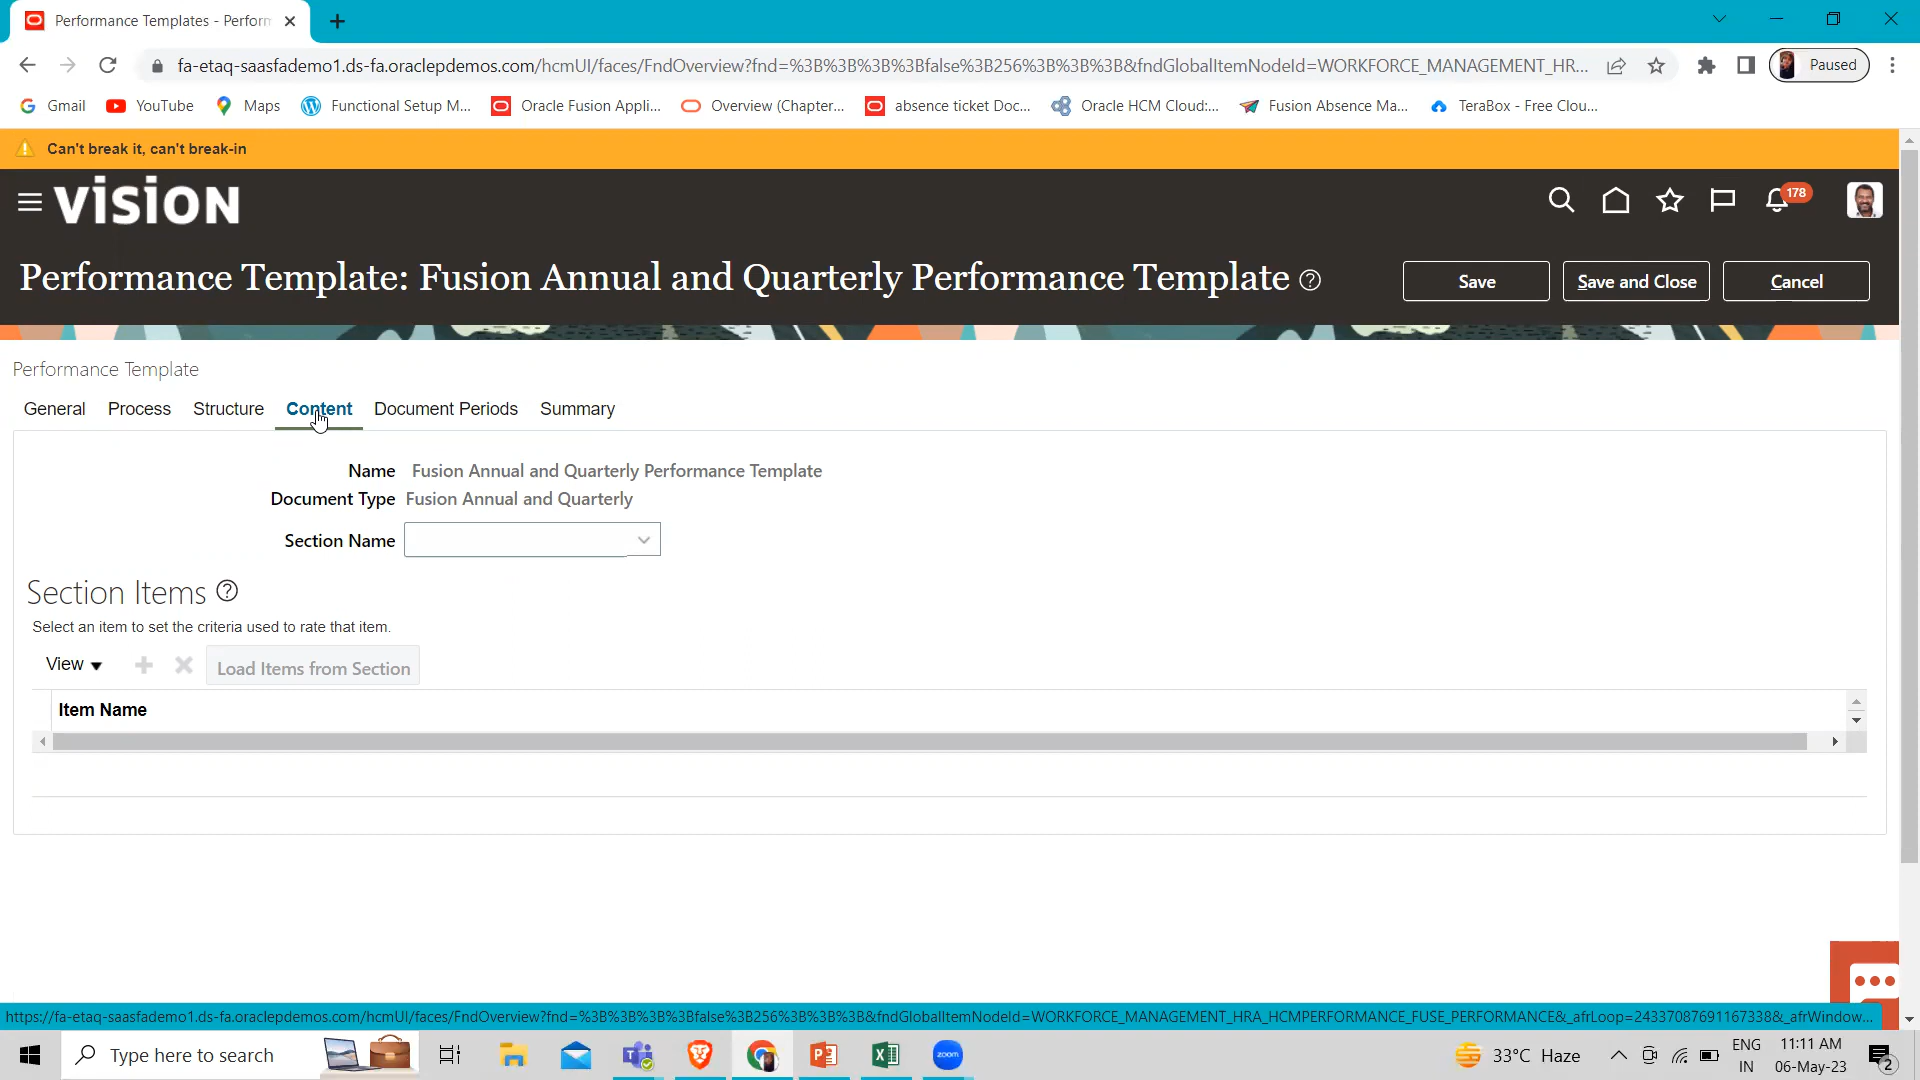 Performance Templates - Perforn
fa-etaq-saasfademo1.ds-fa.oraclepdemos.com/hcmUI/faces/FndOverview?fnd=%3B%3B%3B%3Bfalse%3B256%3B%3B%3B&fndGlobalItemNodeId=WORKFORCE_MANAGEMENT_HR...
Paused
Gmail YouTube Maps Functional Setup M... Oracle Fusion Appli... Overview (Chapter... absence ticket Doc... Oracle HCM Cloud:... Fusion Absence Ma... TeraBox - Free Clou...
Can't break it, can't break-in
VISION
178
Performance Template: Fusion Annual and Quarterly Performance Template
Save Save and Close Cancel
Performance Template
General Process Structure Content Document Periods Summary
Name Fusion Annual and Quarterly Performance Template
Document Type Fusion Annual and Quarterly
Section Name
Section Items
Select an item to set the criteria used to rate that item.
View Load Items from Section
Item Name
https://fa-etaq-saasfademo1.ds-fa.oraclepdemos.com/hcmUI/faces/FndOverview?fnd=%3B%3B%3B%3Bfalse%3B256%3B%3B%3B&fndGlobalItemNodeId=WORKFORCE_MANAGEMENT_HRA_HCMPERFORMANCE_FUSE_PERFORMANCE&_afrLoop=24337087691167338&_afrWindow...
Type here to search
zoom
33°C Haze
ENG
IN
11:11 AM
06-May-23
2